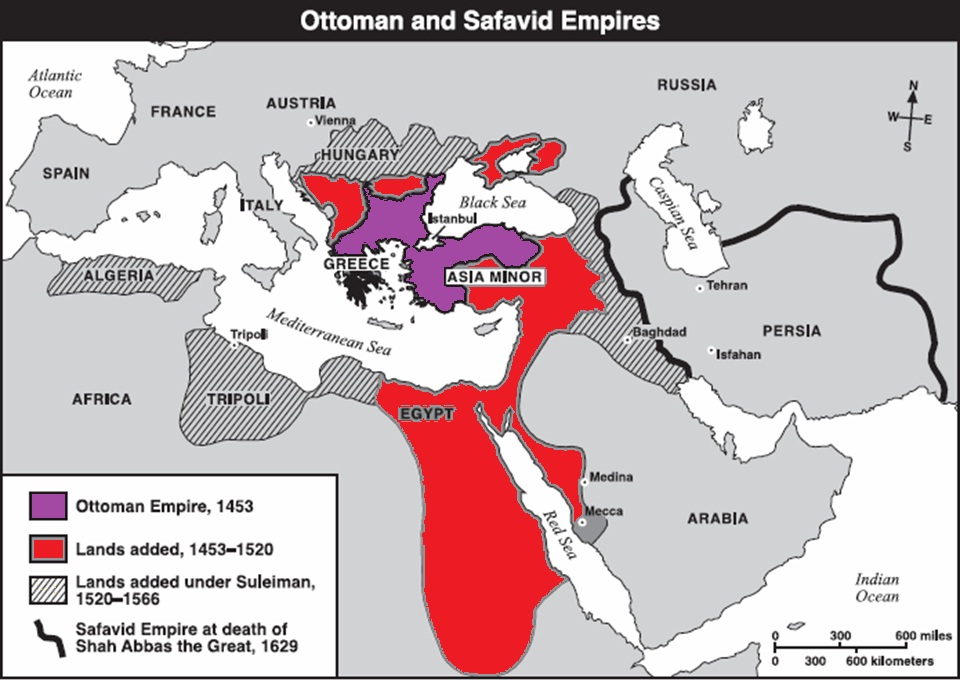 Ottoman and Safavid Empires
Atlantic
Ocean
FRANCE
AUSTRIA
Vienna
RUSSIA
N
W
E
S
HUNGARY
SPAIN
ITALY
Black Sea
Istanbul
Caspian Sea
GREECE
ASIA MINOR
ALGERIA
Tehran
Mediterranean Sea
Tripoli
Baghdad
PERSIA
Isfahan
AFRICA
TRIPOLI
EGYPT
Medina
Mecca
Red Sea
ARABIA
Indian
Ocean
Ottoman Empire, 1453
Lands added, 1453–1520
Lands added under Suleiman,
1520–1566
Safavid Empire at death of
Shah Abbas the Great, 1629
0 300 600 miles
0 300 600 kilometers